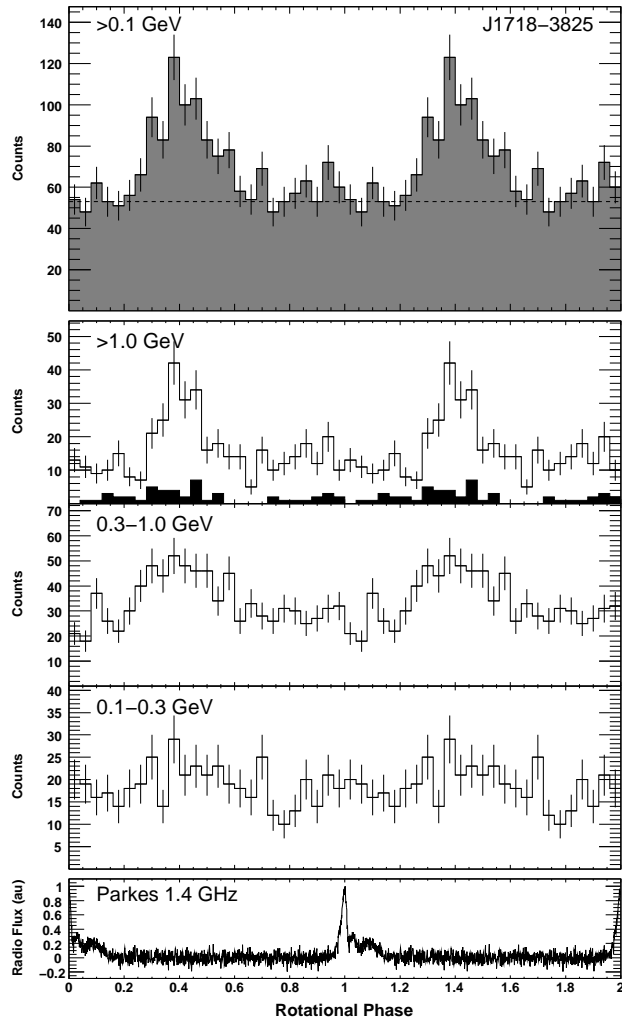 >0.1 GeV
J1718−3825
140
120
100
80
60
40
20
Counts
>1.0 GeV
50
40
30
20
10
Counts
0.3−1.0 GeV
70
60
50
40
30
20
10
Counts
0.1−0.3 GeV
40
35
30
25
20
15
10
5
Counts
Parkes 1.4 GHz
1
0.8
0.6
0.4
0.2
0
−0.2
Radio Flux (au)
0 0.2 0.4 0.6 0.8 1 1.2 1.4 1.6 1.8 2
Rotational Phase